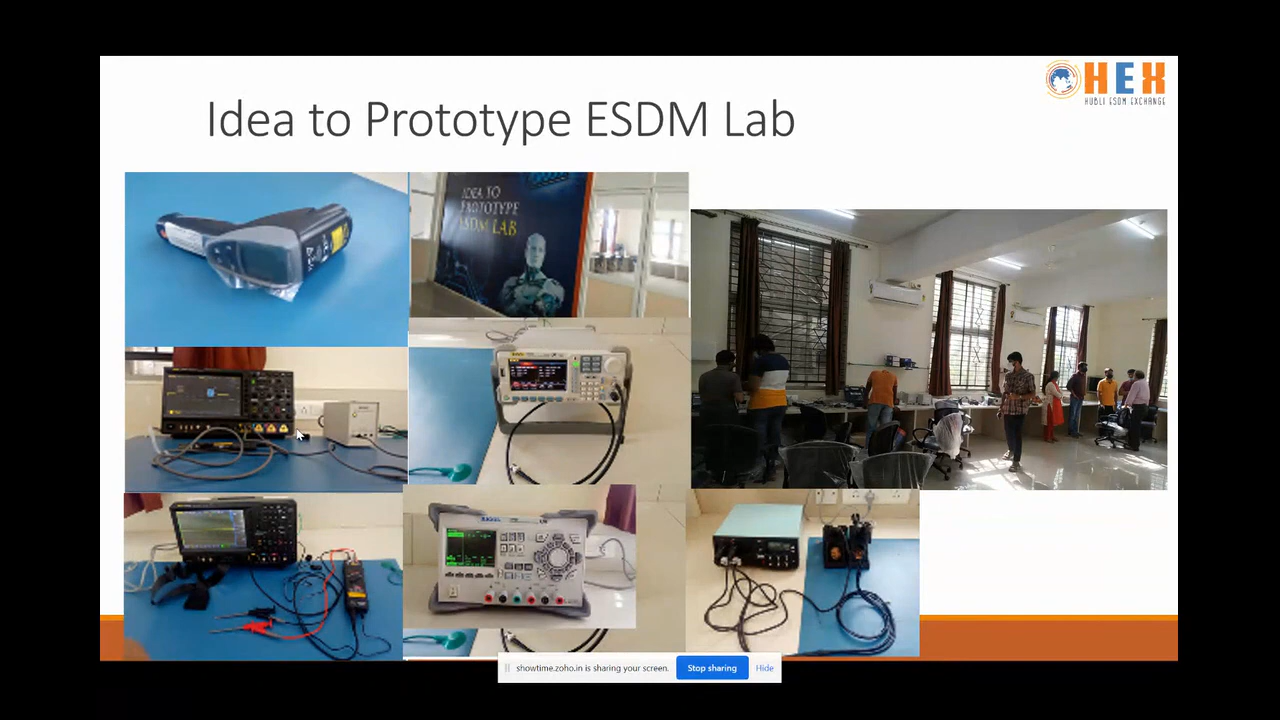 HEX
HUBLI ESDM EXCHANGE
Idea to Prototype ESDM Lab
IDEA TO
PROTOTYPE
ESDM LAB
RIGOL
showtime.zoho.in is sharing your screen.
Stop sharing
Hide